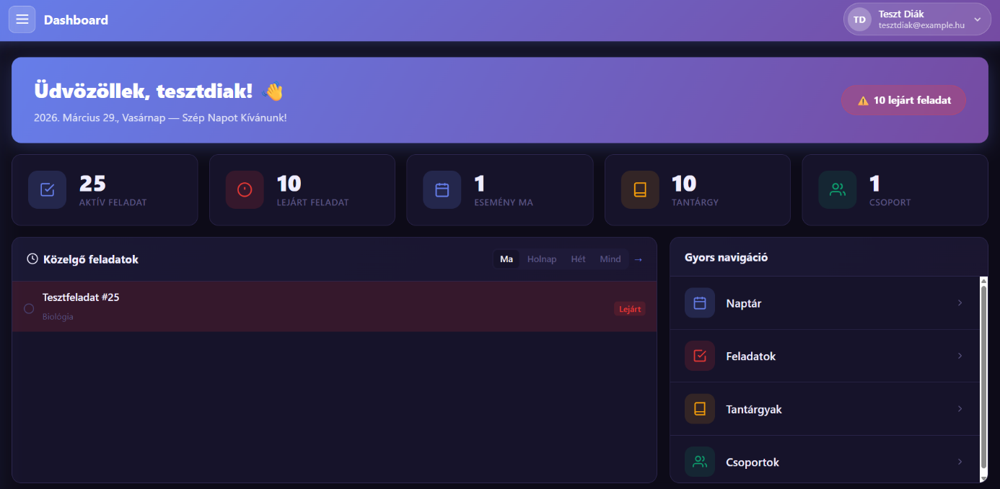 Dashboard
TD
Teszt Diák
tesztdiak@example.hu
Üdvözöllek, tesztdiak! 👋
2026. Március 29., Vasárnap — Szép Napot Kívánunk!
⚠️ 10 lejárt feladat
25
AKTÍV FELADAT
10
LEJÁRT FELADAT
1
ESEMÉNY MA
10
TANTÁRGY
1
CSOPORT
Közelgő feladatok
Ma Holnap Hét Mind →
Tesztfeladat #25
Biológia
Lejárt
Gyors navigáció
Naptár
Feladatok
Tantárgyak
Csoportok